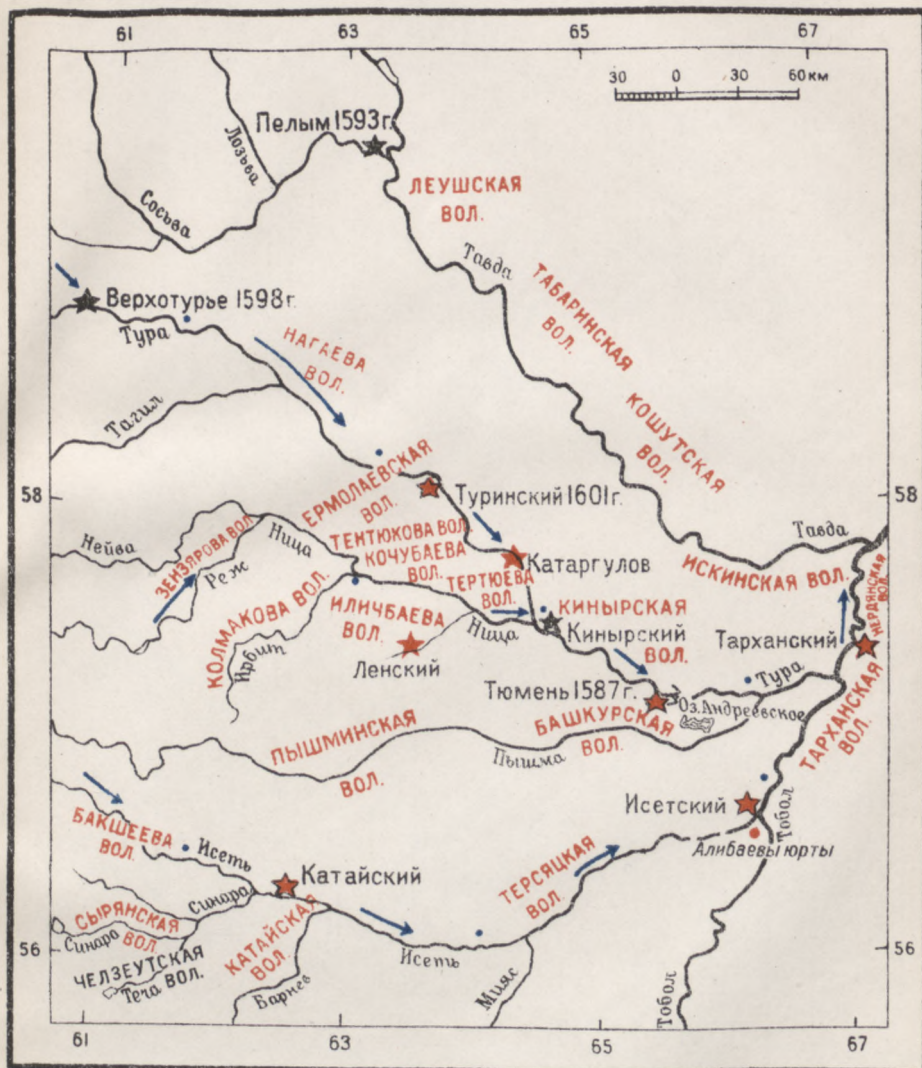 61 63 65 67
30 0 30 60 км
Пелым 1593г.
Лозьва
ЛЕУШСКАЯ
ВОЛ.
Сосьва
Тавда
ТАБАРИНСКАЯ
ВОЛ.
Верхотурье 1598г.
Тура
НАГАЕВА
ВОЛ.
КОШУТСКАЯ
ВОЛ.
Тагил
58 58
ЕРМОЛАЕВСКАЯ
ВОЛ.
Туринский 1601г.
Тавда
ТЕНТЮКОВА ВОЛ.
КОЧУБАЕВА
ВОЛ.
Катаргулов
ИСКИНСКАЯ ВОЛ.
Нейва
ЗЕНЗЯРОВА ВОЛ.
Реж
Ница
ТЕРТЮЕВА
ВОЛ.
КОЛМАКОВА ВОЛ.
ИЛИЧБАЕВА
ВОЛ.
КИНЫРСКАЯ
ВОЛ.
Ница
Кинырский
Тарханский
НЕРДЯНСКАЯ
ВОЛ.
Ирбит
Ленский
Тюмень 1587г.
Тура
Оз. Андреевское
БАШКУРСКАЯ
ВОЛ.
ПЫШМИНСКАЯ
ВОЛ.
Пышма
ТАРХАНСКАЯ
ВОЛ.
Исетский
Тобол
Алибаевы юрты
БАКШЕЕВА
ВОЛ.
Исеть
Катайский
ТЕРСЯЦКАЯ
ВОЛ.
Синара
СЫРЯНСКАЯ
ВОЛ.
Синара
КАТАЙСКАЯ
ВОЛ.
56 56
ЧЕЛЗЕУТСКАЯ
ВОЛ.
Теча
Исеть
Барнев
Мияс
Тобол
61 63 65 67